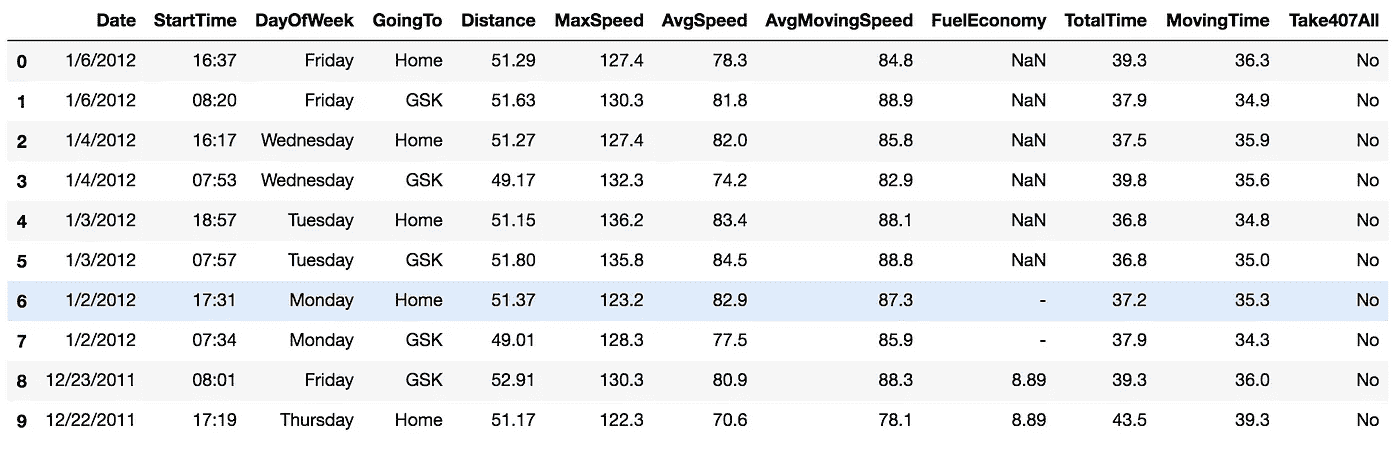 Date StartTime DayOfWeek GoingTo Distance MaxSpeed AvgSpeed AvgMovingSpeed FuelEconomy TotalTime MovingTime Take407All
0 1/6/2012 16:37 Friday Home 51.29 127.4 78.3 84.8 NaN 39.3 36.3 No
1 1/6/2012 08:20 Friday GSK 51.63 130.3 81.8 88.9 NaN 37.9 34.9 No
2 1/4/2012 16:17 Wednesday Home 51.27 127.4 82.0 85.8 NaN 37.5 35.9 No
3 1/4/2012 07:53 Wednesday GSK 49.17 132.3 74.2 82.9 NaN 39.8 35.6 No
4 1/3/2012 18:57 Tuesday Home 51.15 136.2 83.4 88.1 NaN 36.8 34.8 No
5 1/3/2012 07:57 Tuesday GSK 51.80 135.8 84.5 88.8 NaN 36.8 35.0 No
6 1/2/2012 17:31 Monday Home 51.37 123.2 82.9 87.3 - 37.2 35.3 No
7 1/2/2012 07:34 Monday GSK 49.01 128.3 77.5 85.9 - 37.9 34.3 No
8 12/23/2011 08:01 Friday GSK 52.91 130.3 80.9 88.3 8.89 39.3 36.0 No
9 12/22/2011 17:19 Thursday Home 51.17 122.3 70.6 78.1 8.89 43.5 39.3 No